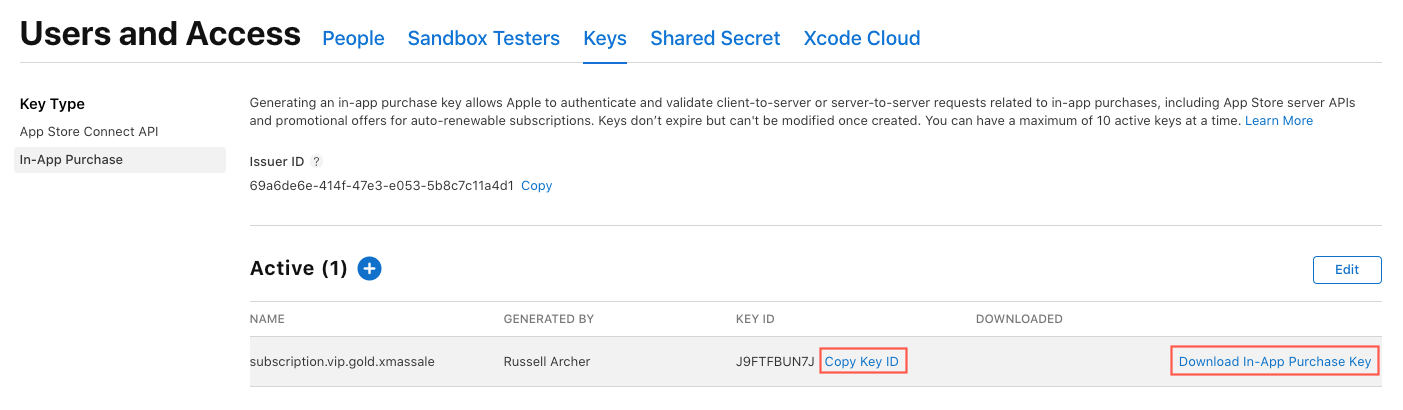 Users and Access People Sandbox Testers Keys Shared Secret Xcode Cloud
Key Type
App Store Connect API
In-App Purchase
Generating an in-app purchase key allows Apple to authenticate and validate client-to-server or server-to-server requests related to in-app purchases, including App Store server APIs
and promotional offers for auto-renewable subscriptions. Keys don’t expire but can't be modified once created. You can have a maximum of 10 active keys at a time. Learn More
Issuer ID ?
69a6de6e-414f-47e3-e053-5b8c7c11a4d1 Copy
Active (1) +
Edit
NAME GENERATED BY KEY ID DOWNLOADED
subscription.vip.gold.xmassale Russell Archer J9FTFBUN7J Copy Key ID Download In-App Purchase Key